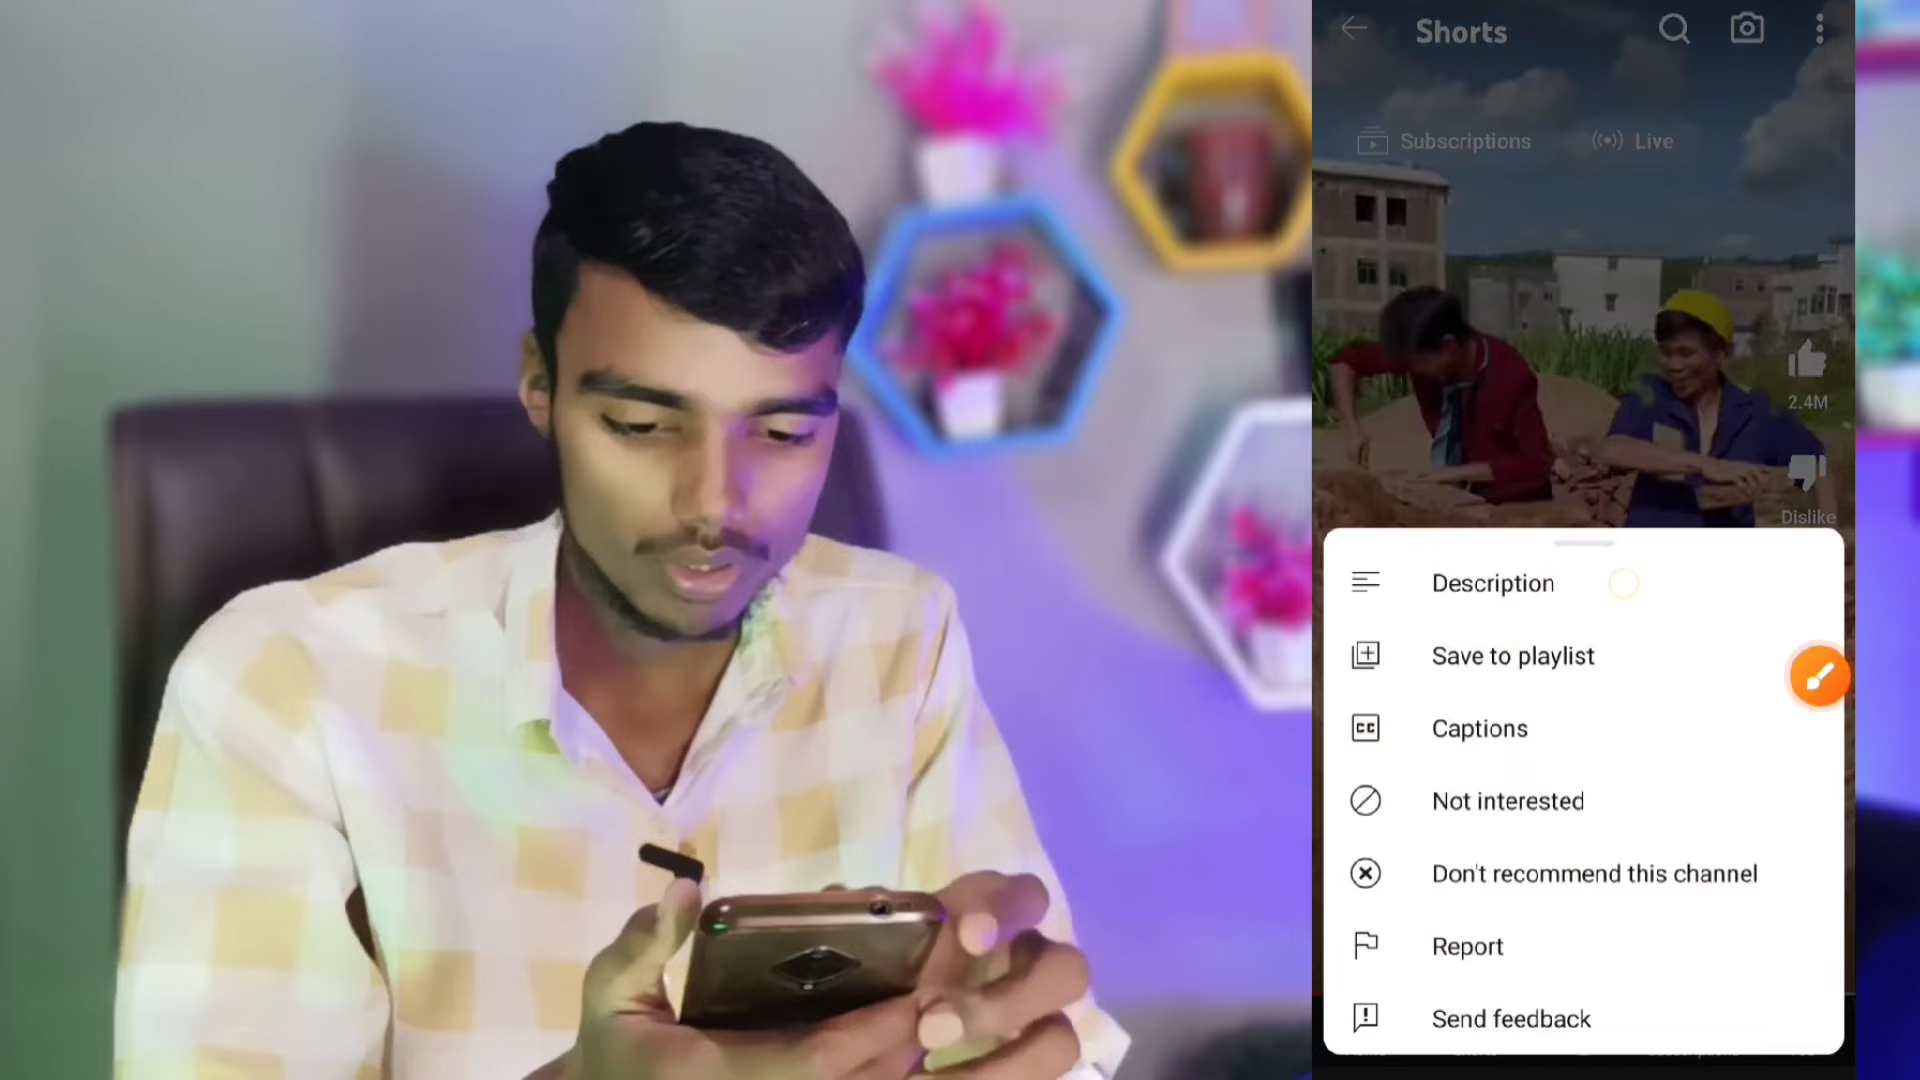 Shorts
Subscriptions
Live
2.4M
Dislike
Description
Save to playlist
CC
Captions
Not interested
Don't recommend this channel
Report
Send feedback